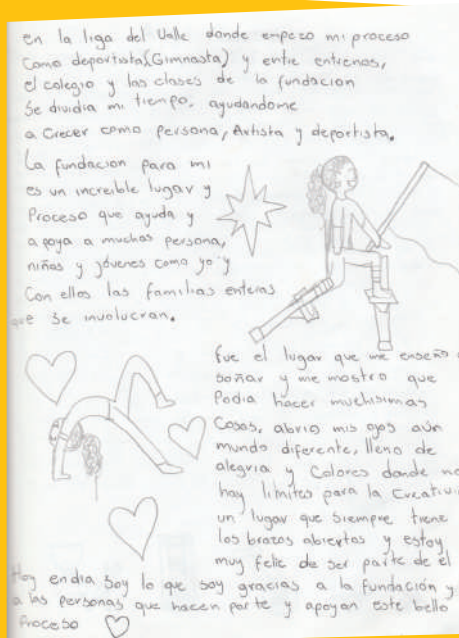 en la liga del Valle donde empezo mi proceso
Como deportista(Gimnasta) y entre entrenos,
el colegio y las clases de la fundacion
Se dividia mi tiempo, ayudandome
a Crecer como persona, Artista y deportista.
La fundacion para mi
es un increible lugar y
Proceso que ayuda y
apoya a muchas persona,
niñas y jóvenes como yo y
Con ellos las familias enteras
que se involucran.
fue el lugar que me enseño
Soñar y me mostro que
Podia hacer muchisimas
Cosas, abrio mis ojos aún
mundo diferente, lleno de
alegria y Colores donde no
hay limites para la
un lugar que siempre tiene
los brazos abiertos y estoy
muy feliz de ser parte de el
Hoy en dia soy lo que soy gracias a la fundación y
a las personas que hacen parte y apoyan este bello
Proceso